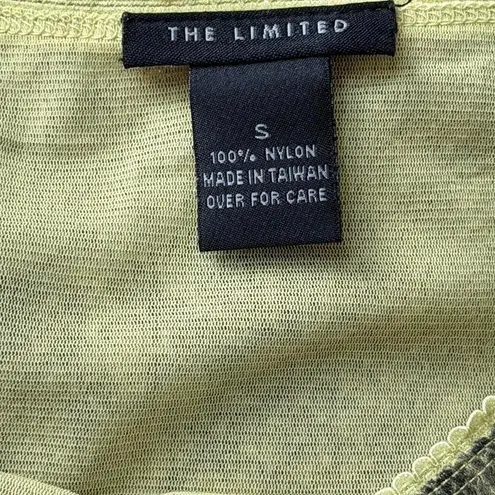 THE LIMITED
S
100% NYLON
MADE IN TAIWAN
OVER FOR CARE